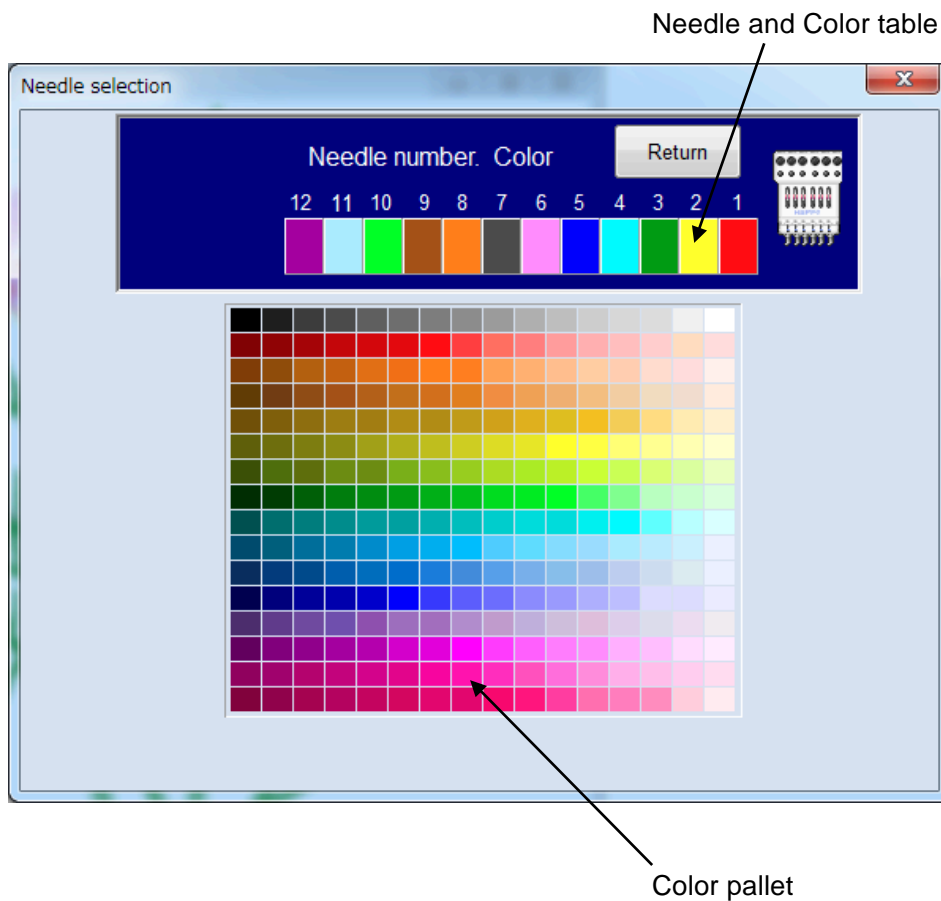 Needle and Color table
Needle selection
Needle number. Color
Return
12 11 10 9 8 7 6 5 4 3 2 1
Color pallet